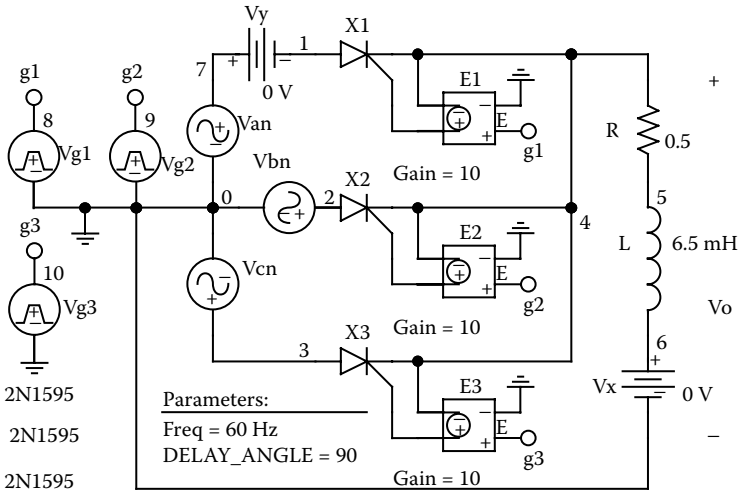 Vy
X1
1
7
+
−
0 V
g1
g2
8
9
Vg1
Vg2
Van
+
−
E1
−
+
E
g1
Gain = 10
R
0.5
+
Vbn
0
2
X2
4
5
L
6.5 mH
g3
10
Vg3
Vcn
−
+
E2
−
+
E
g2
Gain = 10
Vo
3
X3
6
+
Vx
−
0 V
2N1595
2N1595
2N1595
Parameters:
Freq = 60 Hz
DELAY_ANGLE = 90
E3
−
+
E
g3
Gain = 10
−